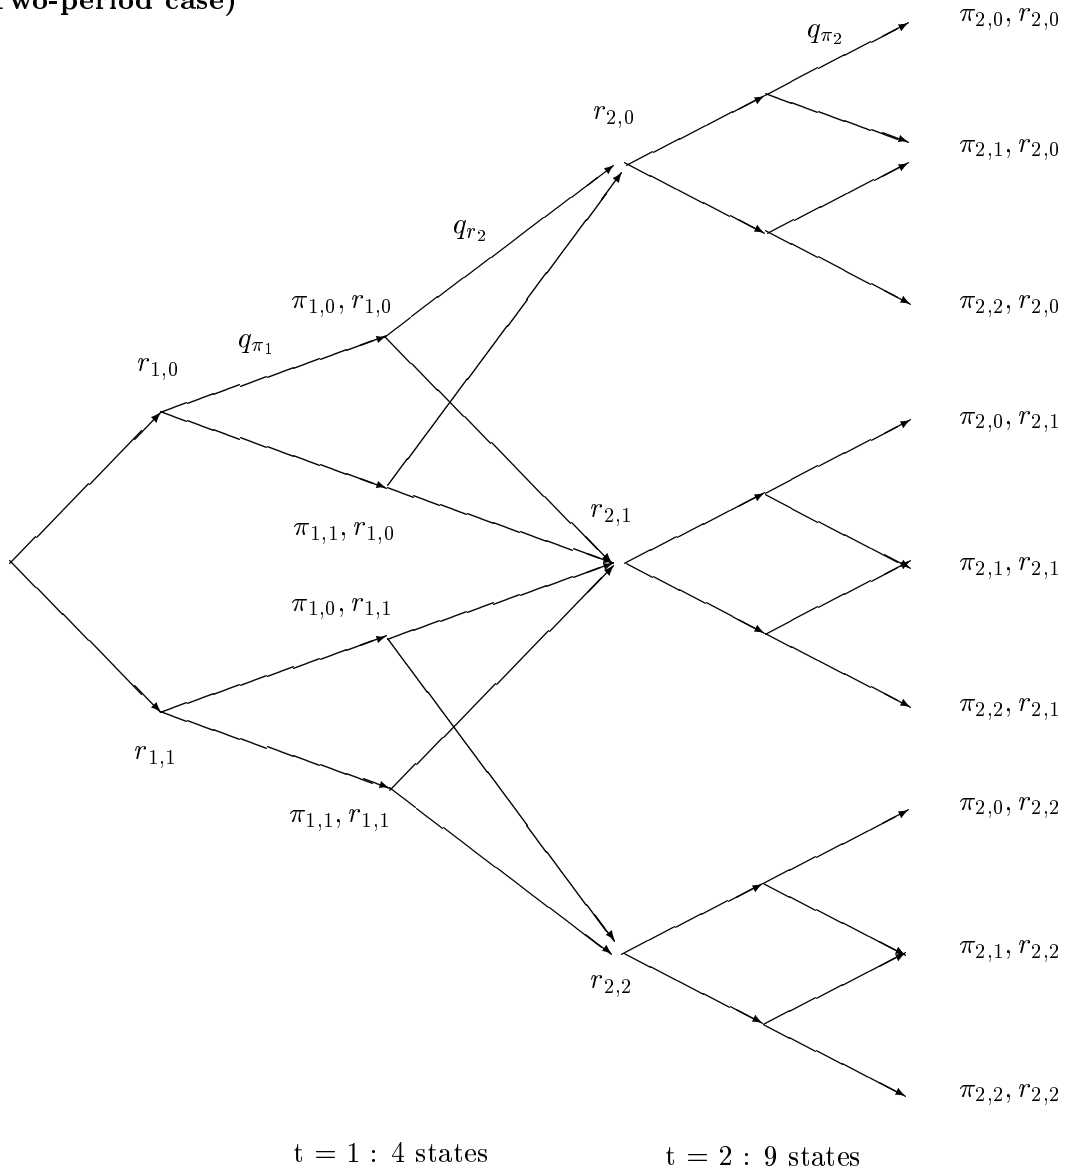 two-period case)
π_{2,0}, r_{2,0}
q_{π_2}
r_{2,0}
π_{2,1}, r_{2,0}
q_{r_2}
π_{1,0}, r_{1,0}
π_{2,2}, r_{2,0}
q_{π_1}
r_{1,0}
π_{2,0}, r_{2,1}
r_{2,1}
π_{1,1}, r_{1,0}
π_{2,1}, r_{2,1}
π_{1,0}, r_{1,1}
π_{2,2}, r_{2,1}
r_{1,1}
π_{2,0}, r_{2,2}
π_{1,1}, r_{1,1}
π_{2,1}, r_{2,2}
r_{2,2}
π_{2,2}, r_{2,2}
t = 1 : 4 states
t = 2 : 9 states